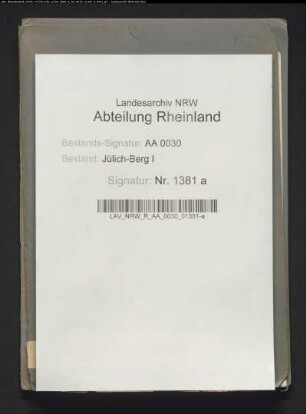 Landesarchiv NRW
Abteilung Rheinland
Bestands-Signatur: AA 0030
Bestand: Jülich-Berg I
Signatur: Nr. 1381 a
LAV_NRW_R_AA_0030_01381-a